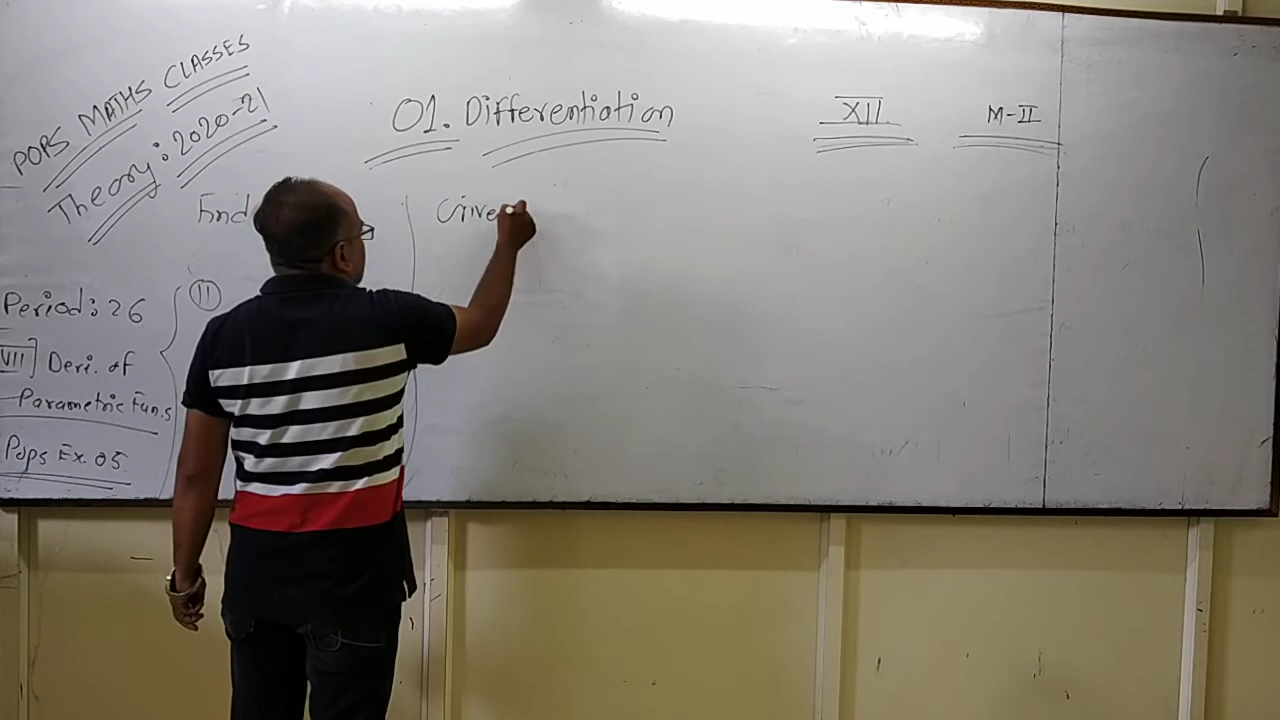 POPS MATHS CLASSES
Theory: 2020-21
01. Differentiation
XII
M-II
Find
Give
11
Period: 26
VII] Deri. of
Parametric Fun.s
Pops Ex. 05